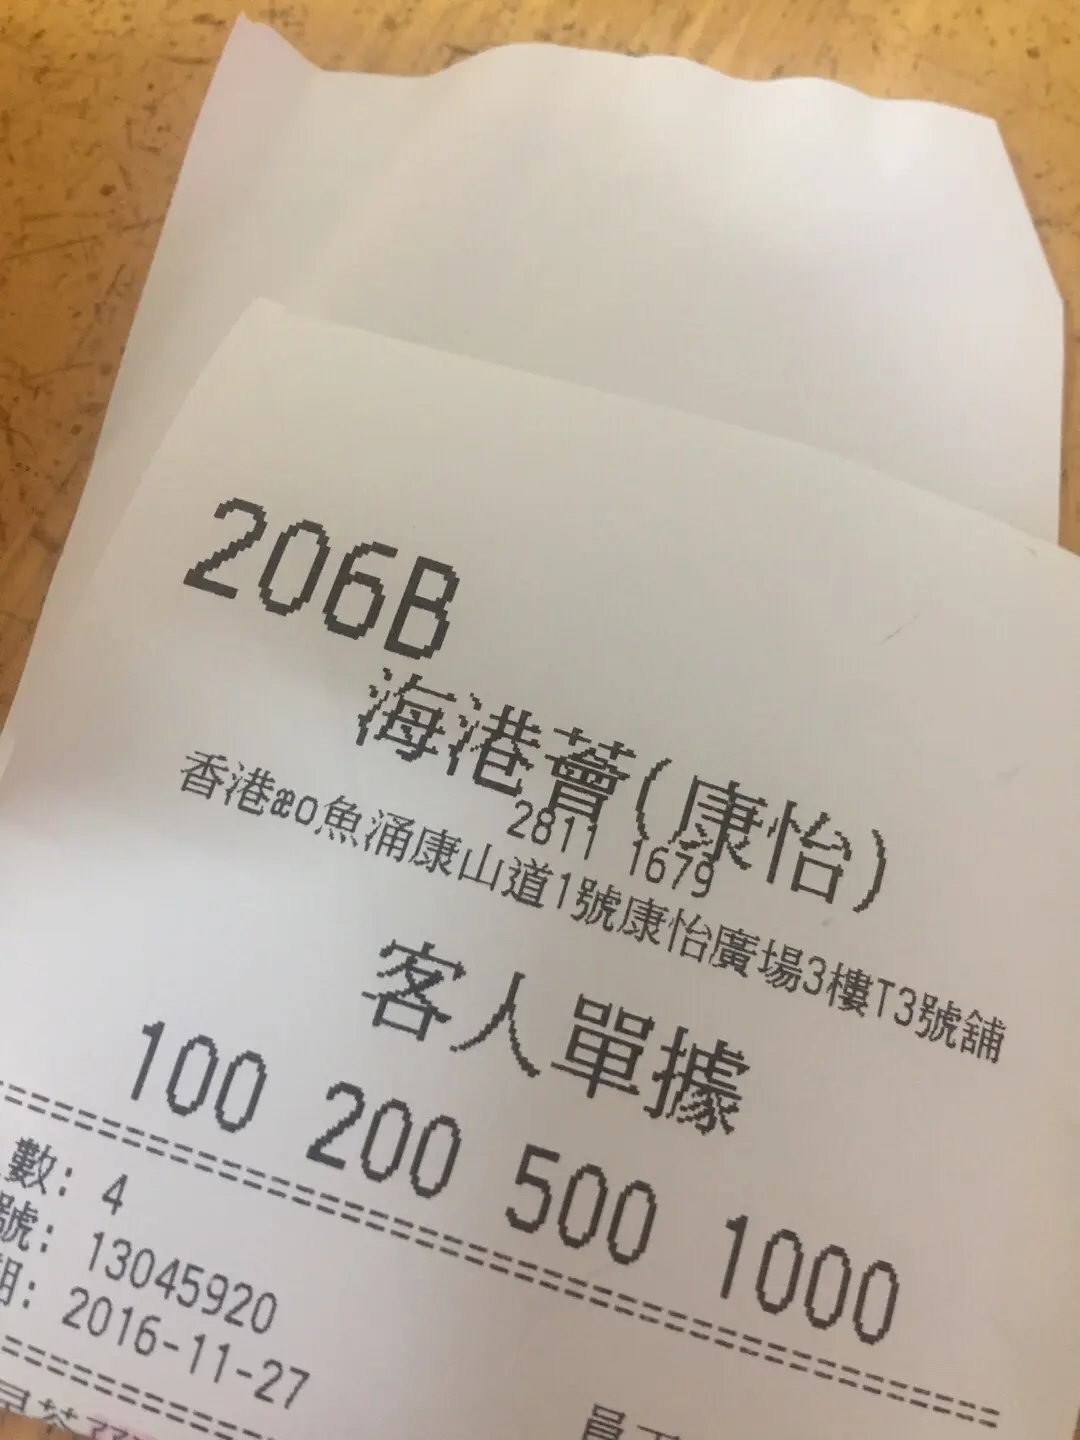 206B
海港薈(康怡)
2811 1679
香港æo魚涌康山道1號康怡廣場3樓T3號舖
客人單據
100 200 500 1000
數: 4
號: 13045920
期: 2016-11-27